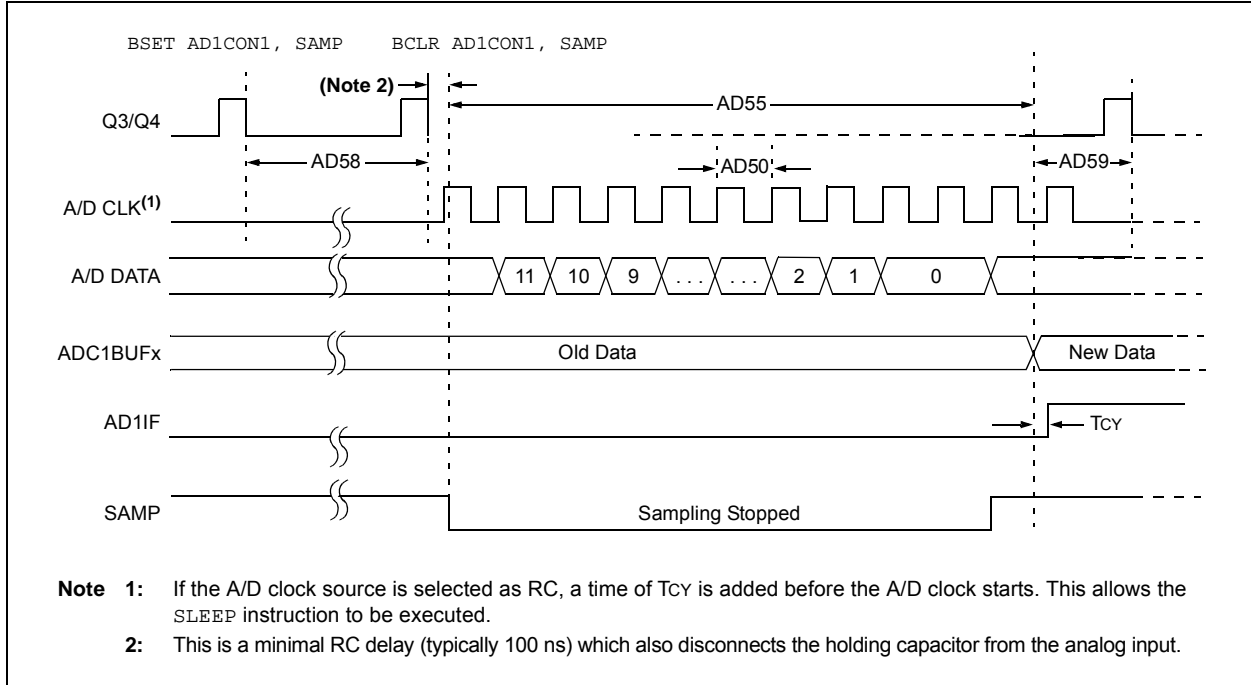 BSET AD1CON1, SAMP BCLR AD1CON1, SAMP
(Note 2)
AD55
Q3/Q4
AD58
AD50
AD59
A/D CLK(1)
A/D DATA 11 10 9 . . . . . . 2 1 0
ADC1BUFx Old Data New Data
AD1IF TCY
SAMP Sampling Stopped
Note 1: If the A/D clock source is selected as RC, a time of TCY is added before the A/D clock starts. This allows the
SLEEP instruction to be executed.
2: This is a minimal RC delay (typically 100 ns) which also disconnects the holding capacitor from the analog input.